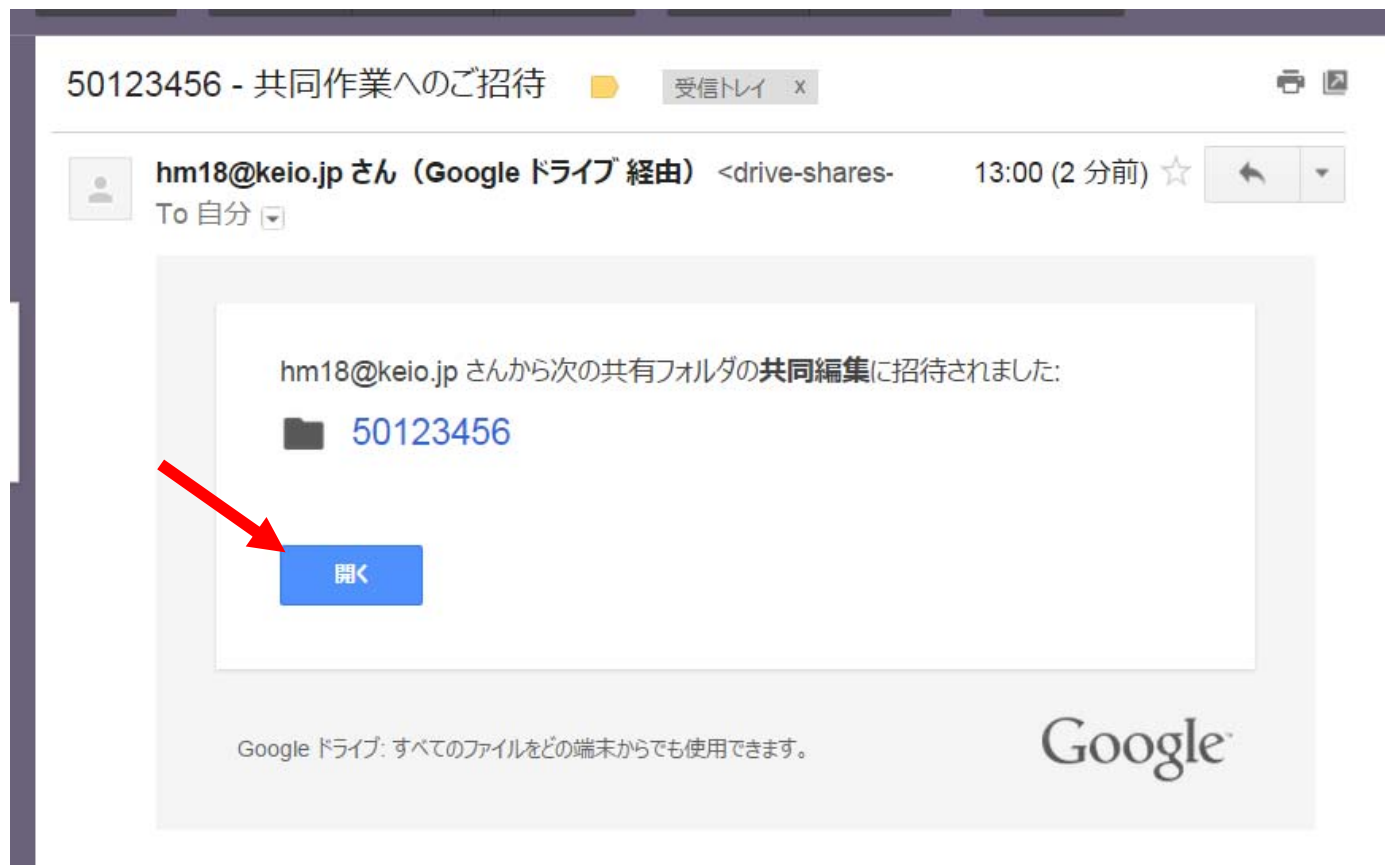 50123456 - 共同作業へのご招待 受信トレイ x
hm18@keio.jp さん（Google ドライブ 経由） <drive-shares- 13:00 (2 分前)
To 自分
hm18@keio.jp さんから次の共有フォルダの共同編集に招待されました:
50123456
開く
Google ドライブ: すべてのファイルをどの端末からでも使用できます。
Google